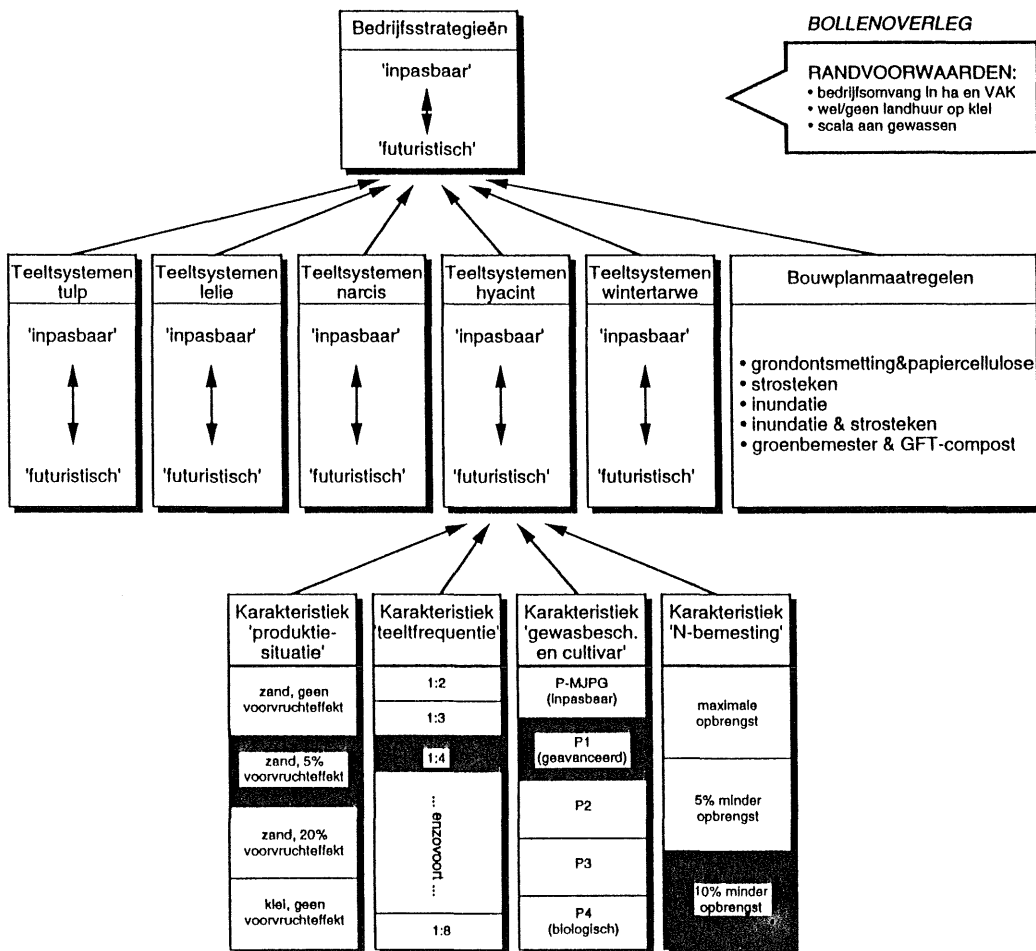 BOLLENOVERLEG
Bedrijfsstrategieën
'inpasbaar'
'futuristisch'
RANDVOORWAARDEN:
• bedrijfsomvang in ha en VAK
• wel/geen landhuur op klei
• scala aan gewassen
Teeltsystemen
tulp
'inpasbaar'
'futuristisch'
Teeltsystemen
lelie
'inpasbaar'
'futuristisch'
Teeltsystemen
narcis
'inpasbaar'
'futuristisch'
Teeltsystemen
hyacint
'inpasbaar'
'futuristisch'
Teeltsystemen
wintertarwe
'inpasbaar'
'futuristisch'
Bouwplanmaatregelen
• grondontsmetting&papiercellulose
• strosteken
• inundatie
• inundatie & strosteken
• groenbemester & GFT-compost
Karakteristiek
'produktie-
situatie'
zand, geen
voorvruchteffekt
zand, 5%
voorvruchteffekt
zand, 20%
voorvruchteffekt
klei, geen
voorvruchteffekt
Karakteristiek
'teeltfrequentie'
1:2
1:3
1:4
... enzovoort ...
1:8
Karakteristiek
'gewasbesch.
en cultivar'
P-MJPG
(inpasbaar)
P1
(geavanceerd)
P2
P3
P4
(biologisch)
Karakteristiek
'N-bemesting'
maximale
opbrengst
5% minder
opbrengst
10% minder
opbrengst